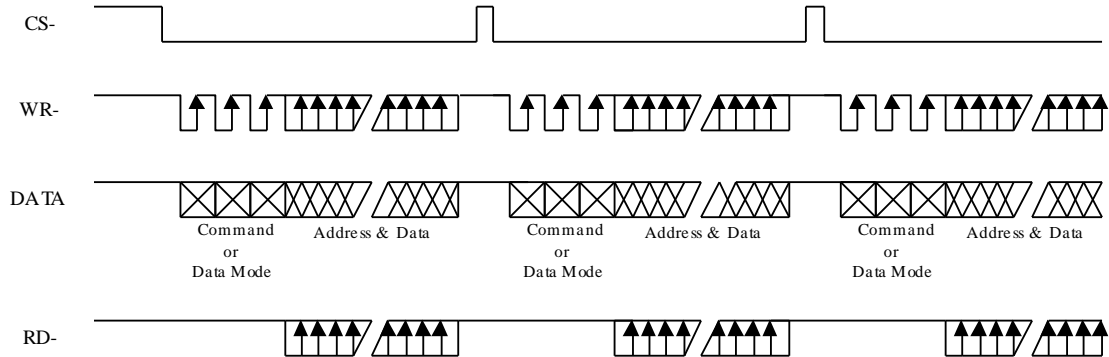 CS-
WR-
DATA
Command
or
Data Mode
Address & Data
Command
or
Data Mode
Address & Data
Command
or
Data Mode
Address & Data
RD-